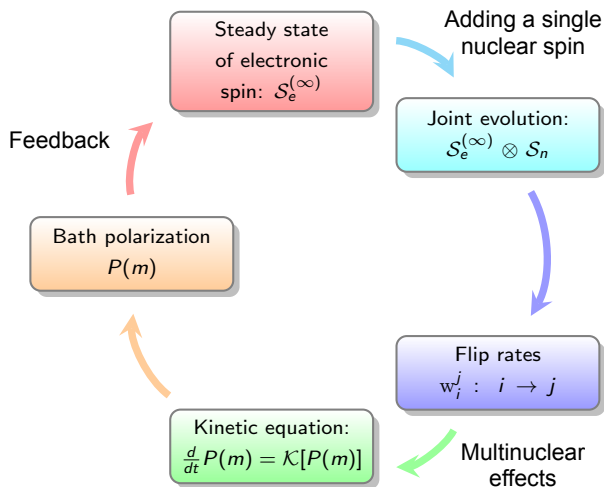 Steady state
of electronic
spin: $\mathcal{S}_e^{(\infty)}$
Adding a single
nuclear spin
Joint evolution:
$\mathcal{S}_e^{(\infty)} \otimes \mathcal{S}_n$
Flip rates
$\mathrm{w}_i^j : \ i \to j$
Multinuclear
effects
Kinetic equation:
$\frac{d}{dt}P(m) = \mathcal{K}[P(m)]$
Bath polarization
$P(m)$
Feedback